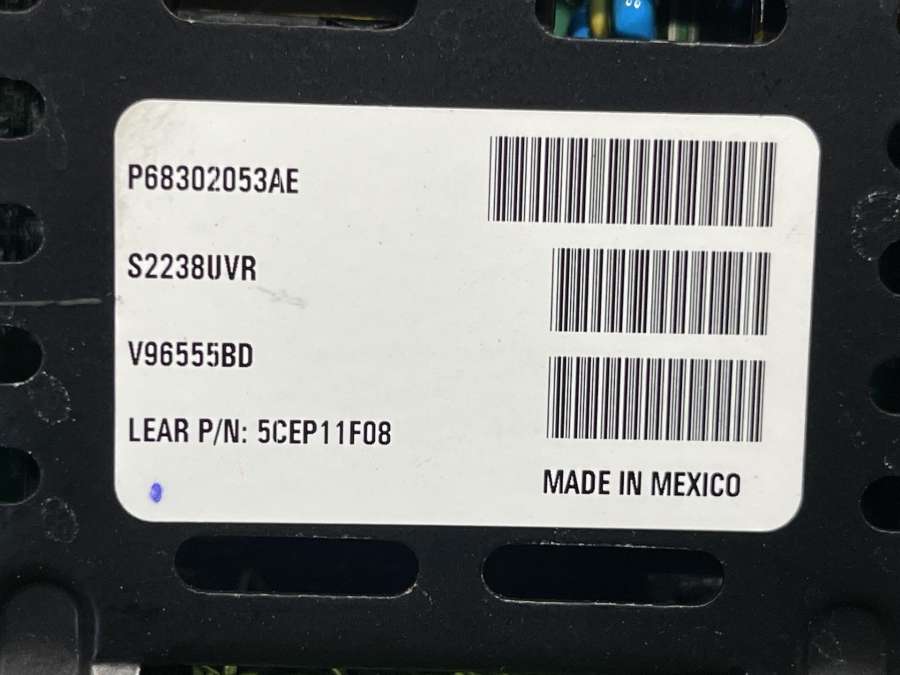 P68302053AE
S2238UVR
V96555BD
LEAR P/N: 5CEP11F08
MADE IN MEXICO